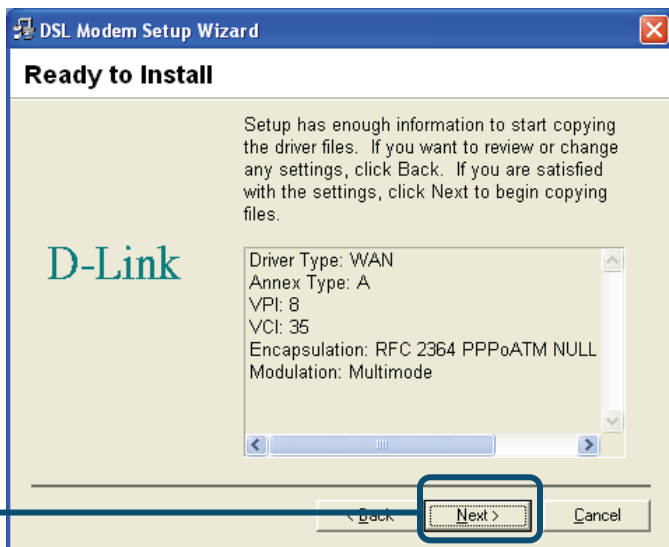 DSL Modem Setup Wizard
Ready to Install
Setup has enough information to start copying
the driver files. If you want to review or change
any settings, click Back. If you are satisfied
with the settings, click Next to begin copying
files.
D-Link
Driver Type: WAN
Annex Type: A
VPI: 8
VCI: 35
Encapsulation: RFC 2364 PPPoATM NULL
Modulation: Multimode
< Back Next > Cancel